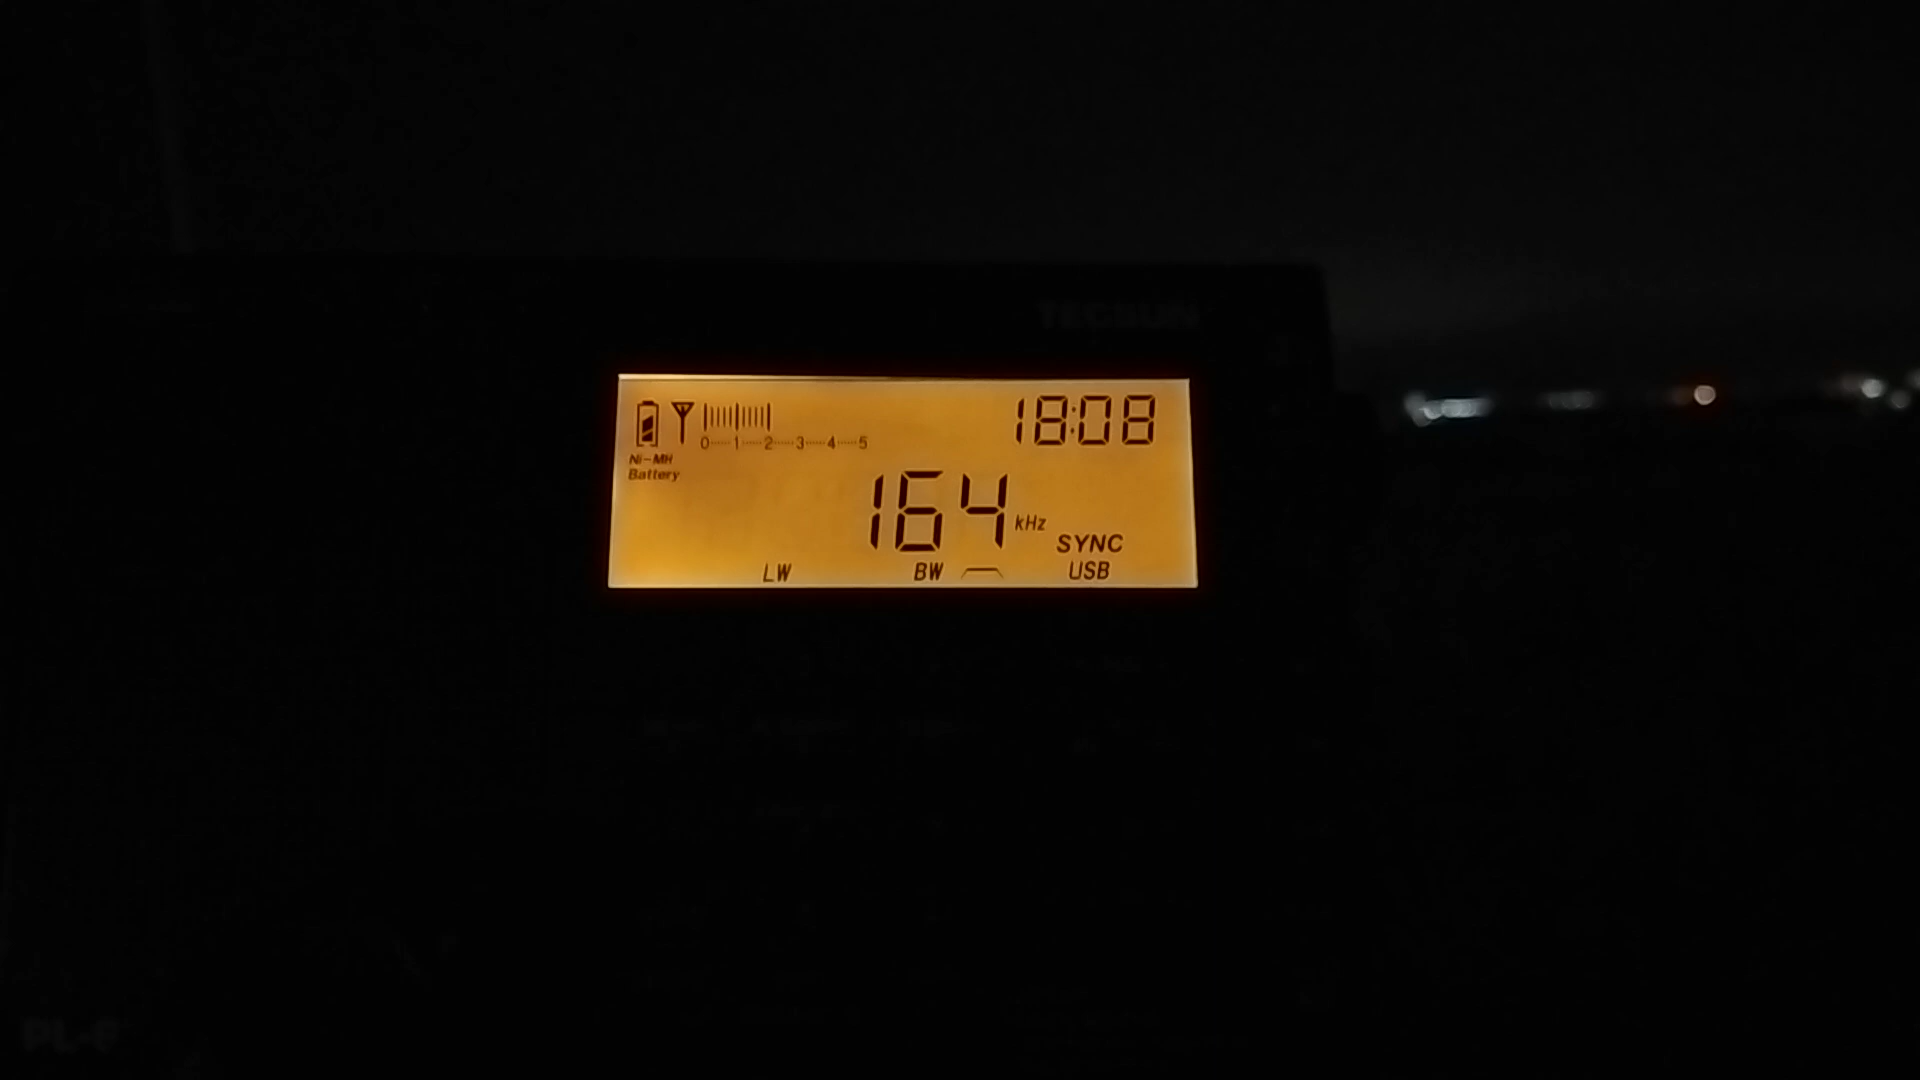 TECSUN
18:08
0 1 2 3 4 5
Ni-MH
Battery
164 kHz
SYNC
LW BW USB